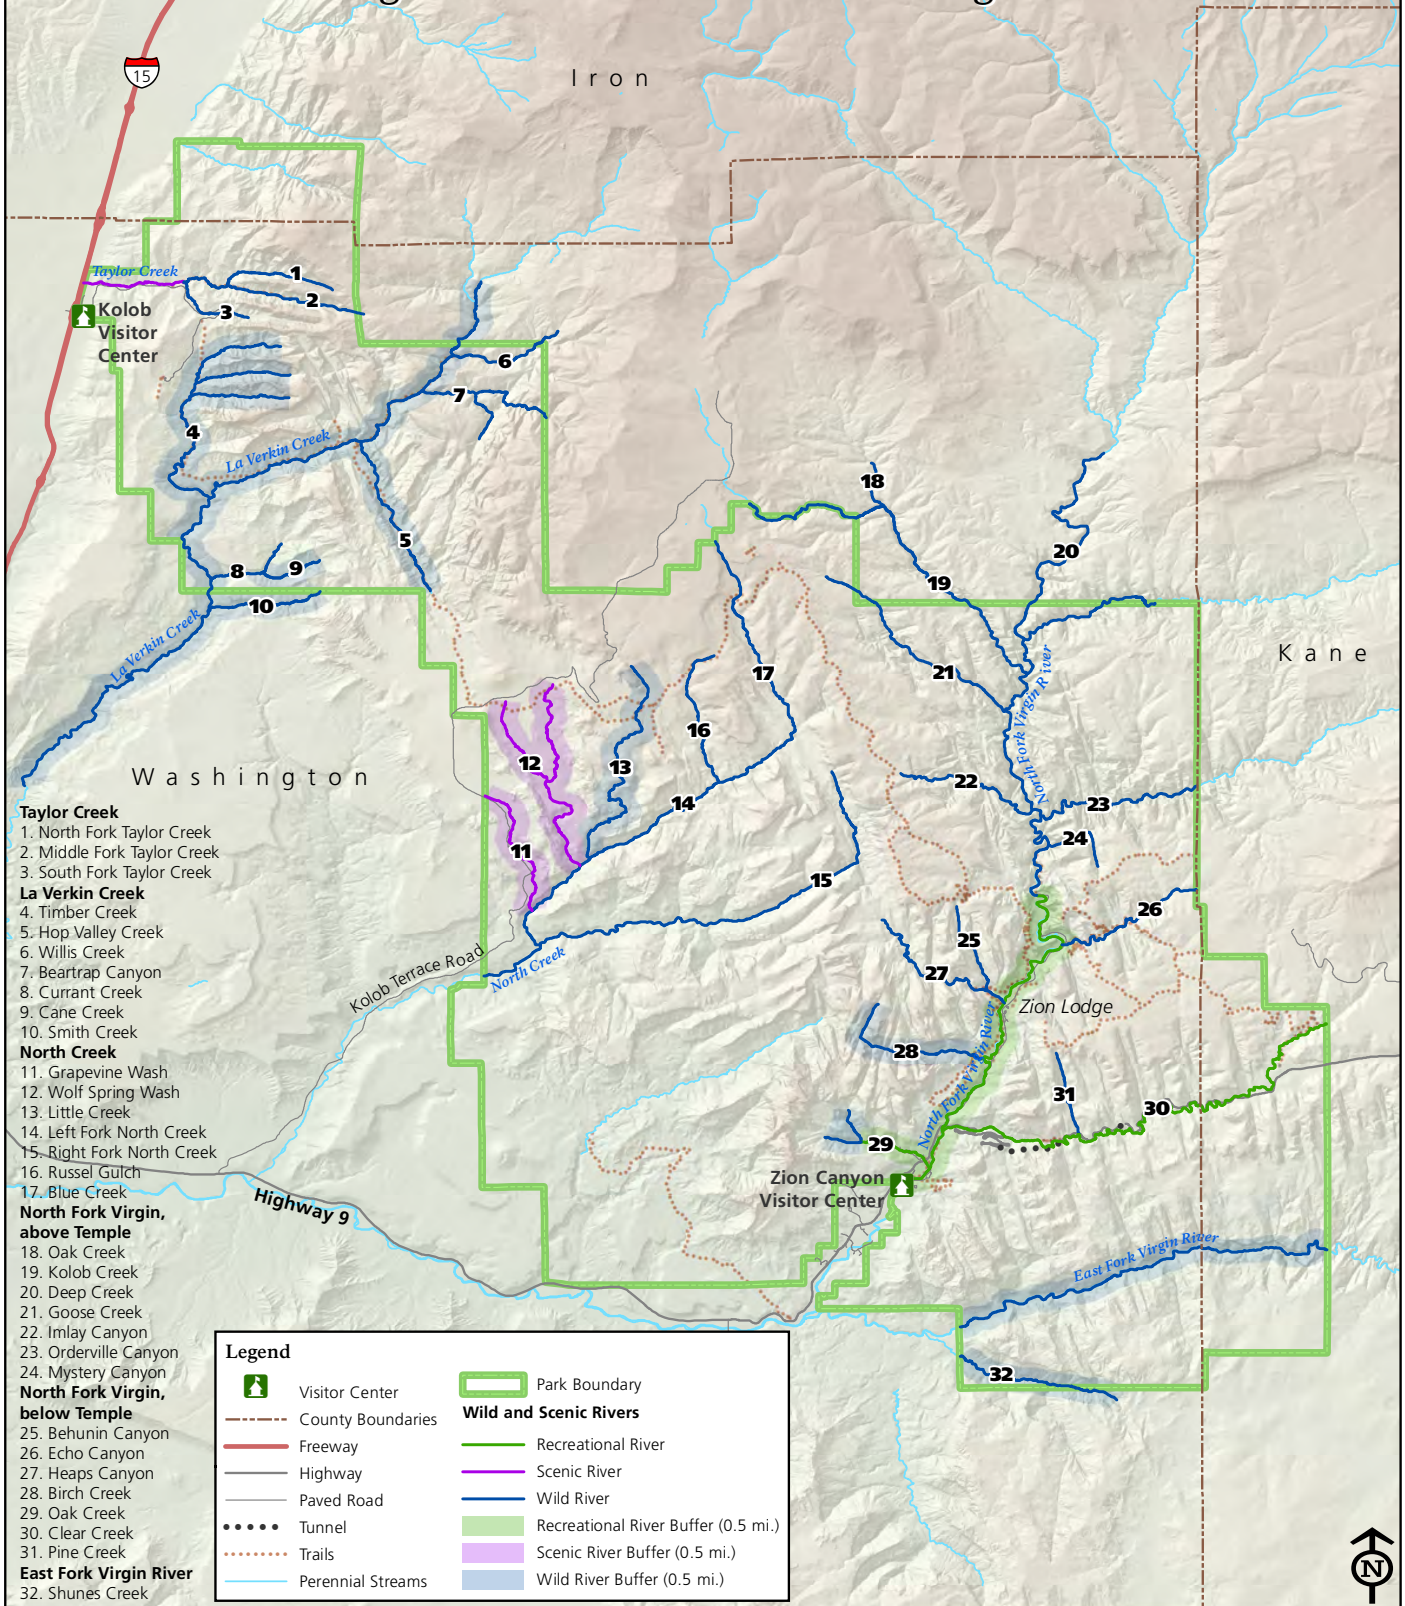 Iron
15
Taylor Creek
1
2
3
Kolob
Visitor
Center
6
7
4
La Verkin Creek
5
18
20
8
9
10
19
La Verkin Creek
Kane
17
21
North Fork Virgin River
16
12
13
Washington
22
23
14
24
11
15
26
25
27
Kolob Terrace Road
North Creek
Zion Lodge
28
North Fork Virgin River
31
30
29
Zion Canyon
Visitor Center
Highway 9
East Fork Virgin River
32
Taylor Creek
1. North Fork Taylor Creek
2. Middle Fork Taylor Creek
3. South Fork Taylor Creek
La Verkin Creek
4. Timber Creek
5. Hop Valley Creek
6. Willis Creek
7. Beartrap Canyon
8. Currant Creek
9. Cane Creek
10. Smith Creek
North Creek
11. Grapevine Wash
12. Wolf Spring Wash
13. Little Creek
14. Left Fork North Creek
15. Right Fork North Creek
16. Russel Gulch
17. Blue Creek
North Fork Virgin,
above Temple
18. Oak Creek
19. Kolob Creek
20. Deep Creek
21. Goose Creek
22. Imlay Canyon
23. Orderville Canyon
24. Mystery Canyon
North Fork Virgin,
below Temple
25. Behunin Canyon
26. Echo Canyon
27. Heaps Canyon
28. Birch Creek
29. Oak Creek
30. Clear Creek
31. Pine Creek
East Fork Virgin River
32. Shunes Creek
Legend
Visitor Center
County Boundaries
Freeway
Highway
Paved Road
Tunnel
Trails
Perennial Streams
Park Boundary
Wild and Scenic Rivers
Recreational River
Scenic River
Wild River
Recreational River Buffer (0.5 mi.)
Scenic River Buffer (0.5 mi.)
Wild River Buffer (0.5 mi.)
N